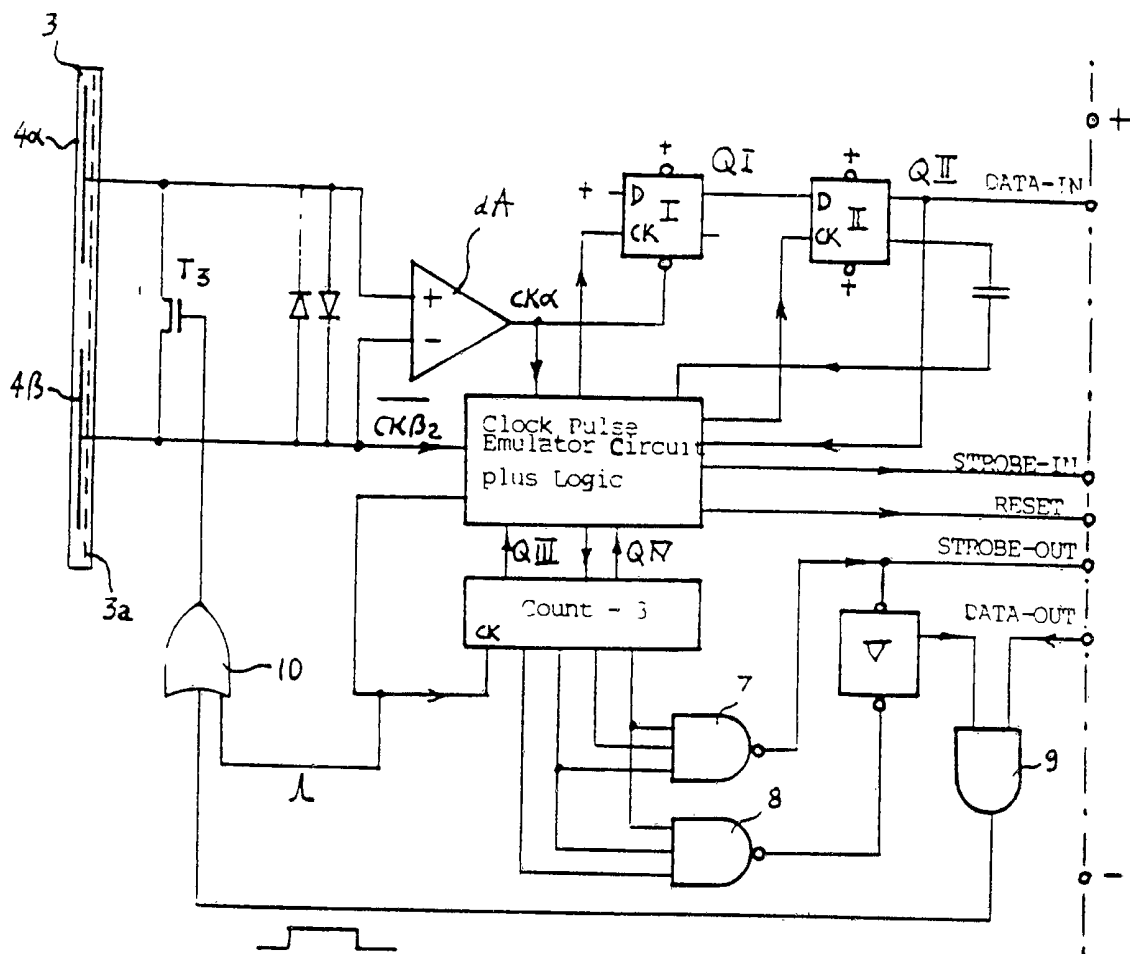 3
4α
T3
4β
3a
10
dA
+
−
CKα
CKβ2
+
+
D
I
CK
QI
+
D
II
CK
+
QII
DATA-IN
+
Clock Pulse
Emulator Circuit
plus Logic
STROBE-IN
RESET
STROBE-OUT
DATA-OUT
QIII
QIV
Count - 3
CK
V
7
8
9
-